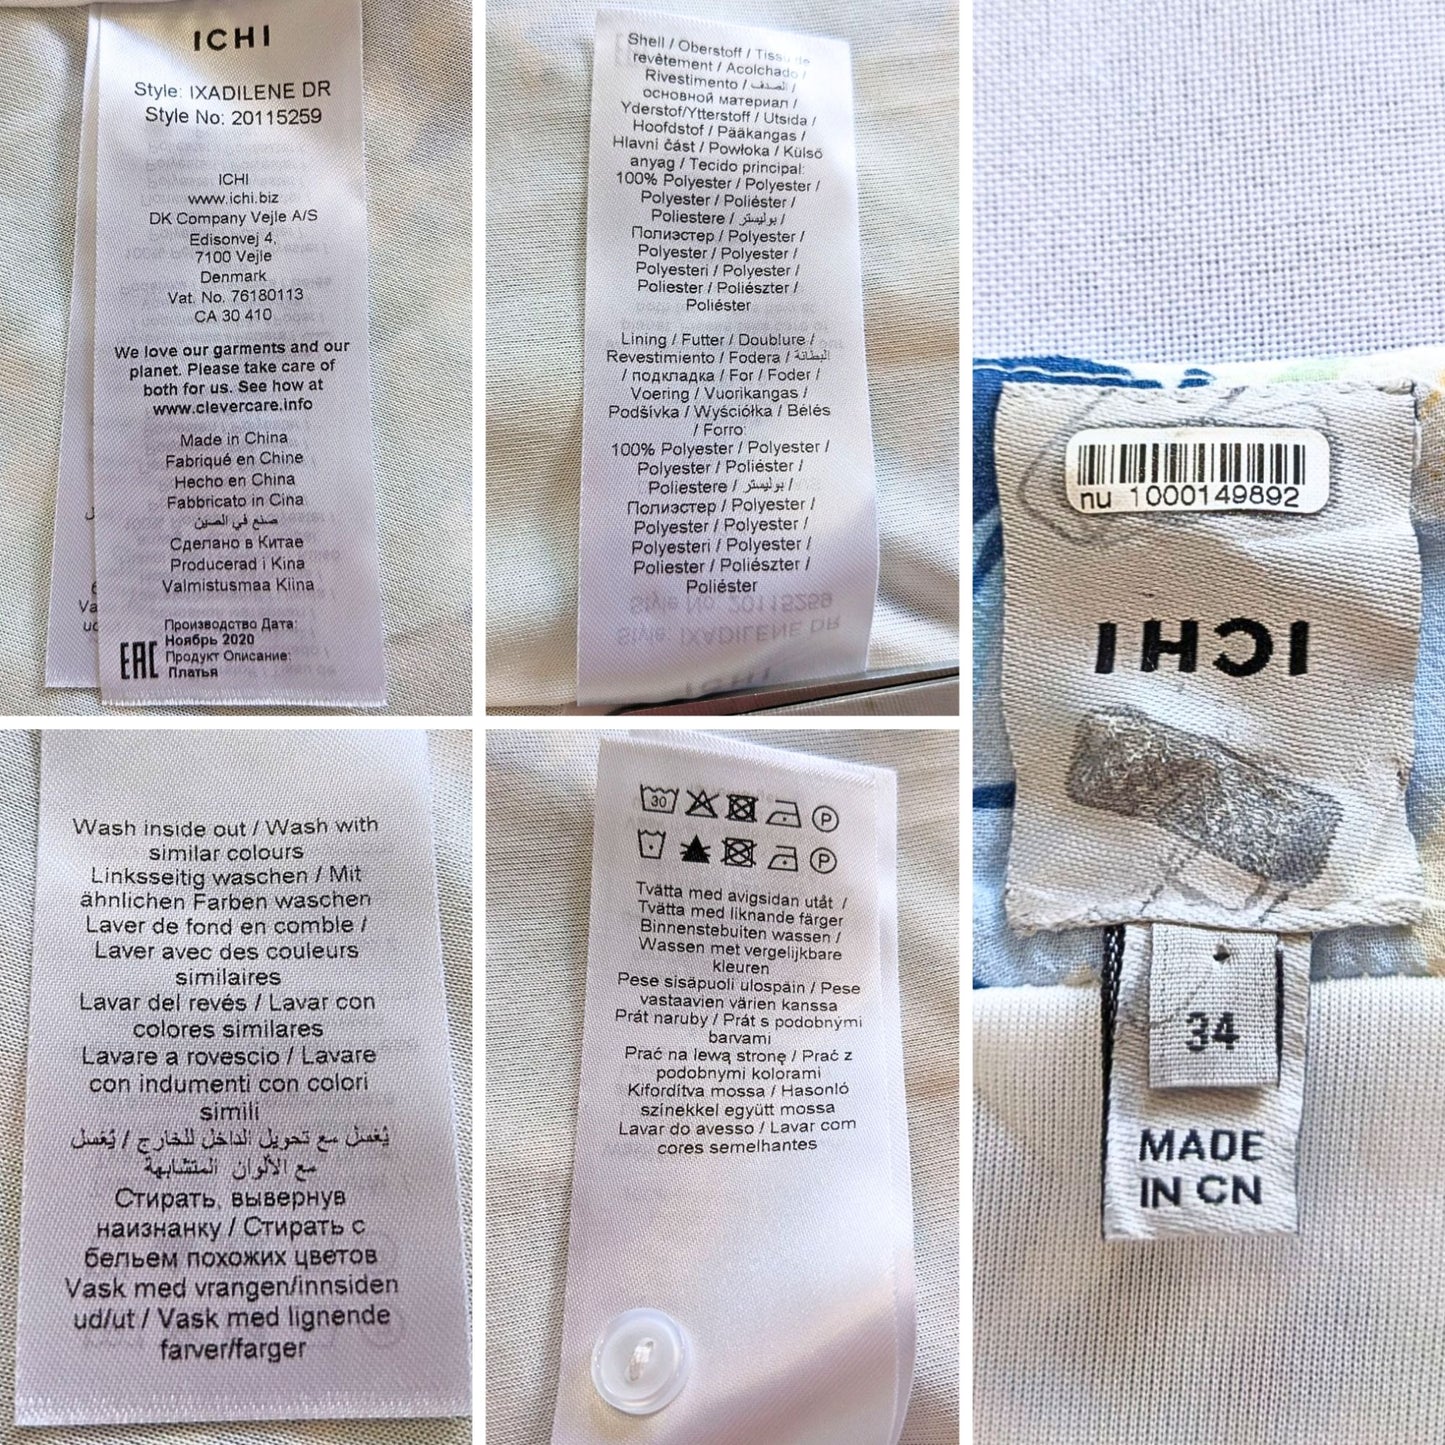 ICHI
Style: IXADILENE DR
Style No: 20115259
ICHI
www.ichi.biz
DK Company Vejle A/S
Edisonvej 4,
7100 Vejle
Denmark
Vat. No. 76180113
CA 30 410
We love our garments and our
planet. Please take care of
both for us. See how at
www.clevercare.info
Made in China
Fabriqué en Chine
Hecho en China
Fabbricato in Cina
صنع في الصين
Сделано в Китае
Producerad i Kina
Valmistusmaa Kiina
Производство Дата:
Ноябрь 2020
EAC Продукт Описание:
Платья
Shell / Oberstoff / Tissu de
revêtement / Acolchado /
Rivestimento / الصدف /
основной материал /
Yderstof/Ytterstoff / Utsida /
Hoofdstof / Pääkangas /
Hlavní část / Powłoka / Külső
anyag / Tecido principal:
100% Polyester / Polyester /
Polyester / Poliéster /
Poliestere / بوليستر /
Полиэстер / Polyester /
Polyester / Polyester /
Polyesteri / Polyester /
Poliester / Poliészter /
Poliéster
Lining / Futter / Doublure /
Revestimiento / Fodera / البطانة
/ подкладка / For / Foder /
Voering / Vuorikangas /
Podšívka / Wyściółka / Bélés
/ Forro:
100% Polyester / Polyester /
Polyester / Poliéster /
Poliestere / بوليستر /
Полиэстер / Polyester /
Polyester / Polyester /
Polyesteri / Polyester /
Poliester / Poliészter /
Poliéster
Wash inside out / Wash with
similar colours
Linksseitig waschen / Mit
ähnlichen Farben waschen
Laver de fond en comble /
Laver avec des couleurs
similaires
Lavar del revés / Lavar con
colores similares
Lavare a rovescio / Lavare
con indumenti con colori
simili
يُغسل مع تحويل الداخل للخارج / يُغسل
مع الألوان المتشابهة
Стирать, вывернув
наизнанку / Стирать с
бельем похожих цветов
Vask med vrangen/innsiden
ud/ut / Vask med lignende
farver/farger
30 P
P
Tvätta med avigsidan utåt /
Tvätta med liknande färger
Binnenstebuiten wassen /
Wassen met vergelijkbare
kleuren
Pese sisäpuoli ulospäin / Pese
vastaavien värien kanssa
Prát naruby / Prát s podobnými
barvami
Prać na lewą stronę / Prać z
podobnymi kolorami
Kifordítva mossa / Hasonló
színekkel együtt mossa
Lavar do avesso / Lavar com
cores semelhantes
nu 1000149892
ICHI
34
MADE
IN CN